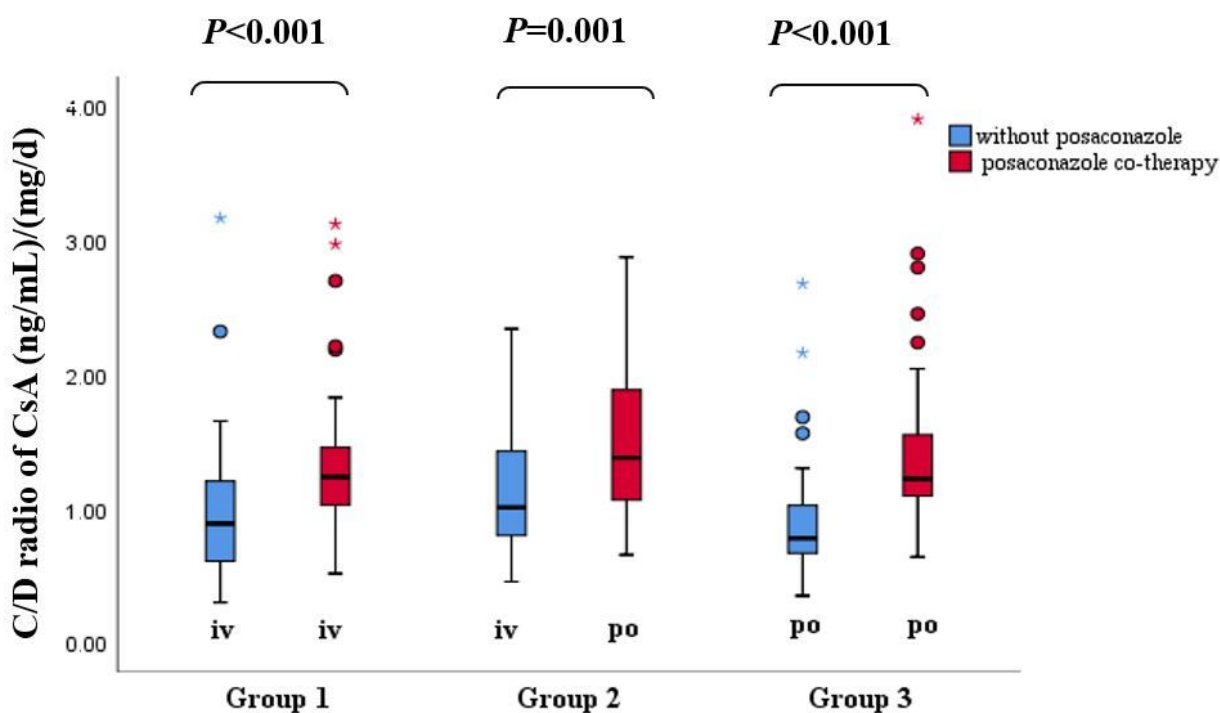 P<0.001 P=0.001 P<0.001
C/D radio of CsA (ng/mL)/(mg/d)
4.00
3.00
2.00
1.00
0.00
without posaconazole
posaconazole co-therapy
iv iv iv po po po
Group 1 Group 2 Group 3